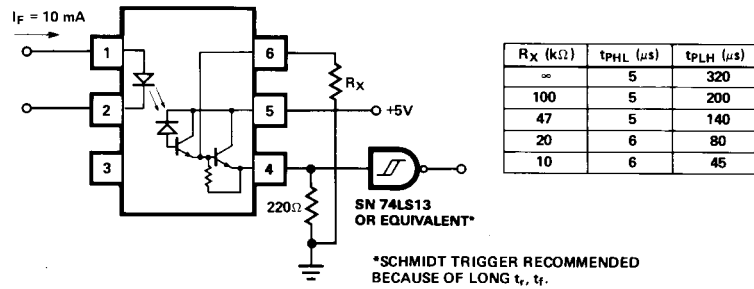 I_F = 10 mA
1
2
3
6
5
4
R_X
+5V
220Ω
SN 74LS13
OR EQUIVALENT*
*SCHMIDT TRIGGER RECOMMENDED
BECAUSE OF LONG t_r, t_f.
R_X (kΩ) t_PHL (μs) t_PLH (μs)
∞ 5 320
100 5 200
47 5 140
20 6 80
10 6 45